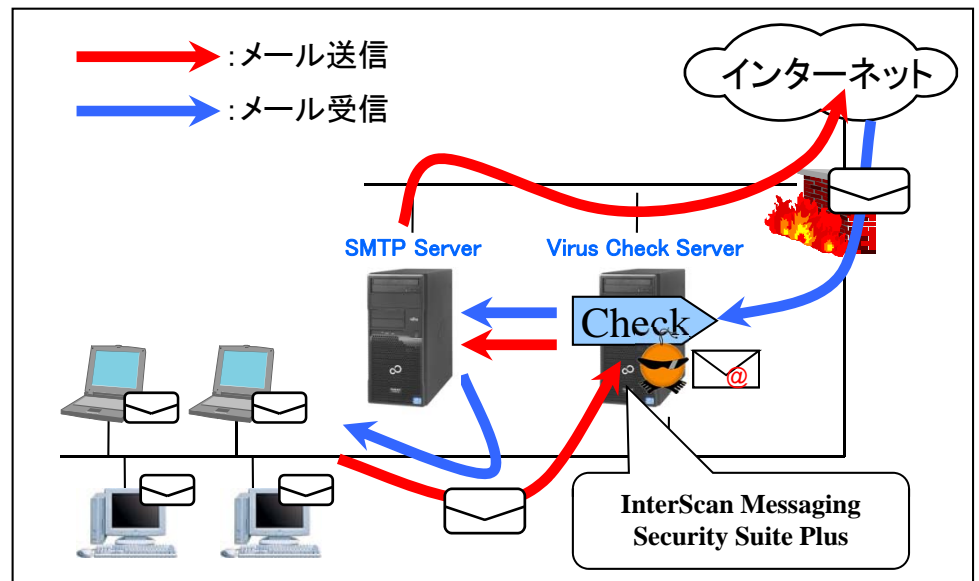 :メール送信
:メール受信
インターネット
SMTP Server
Virus Check Server
Check
@
InterScan Messaging
Security Suite Plus